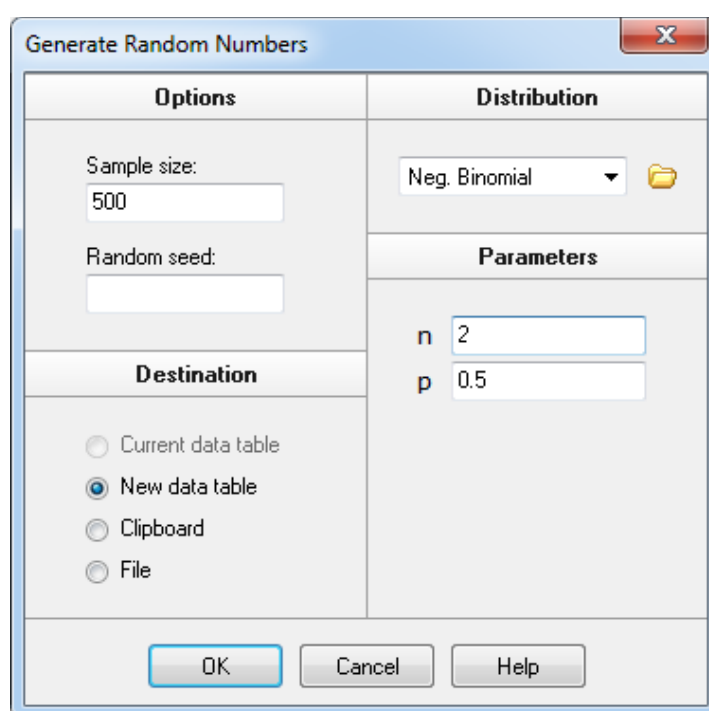 Generate Random Numbers
Options
Sample size:
500
Random seed:
Destination
Current data table
New data table
Clipboard
File
Distribution
Neg. Binomial
Parameters
n 2
p 0.5
OK Cancel Help